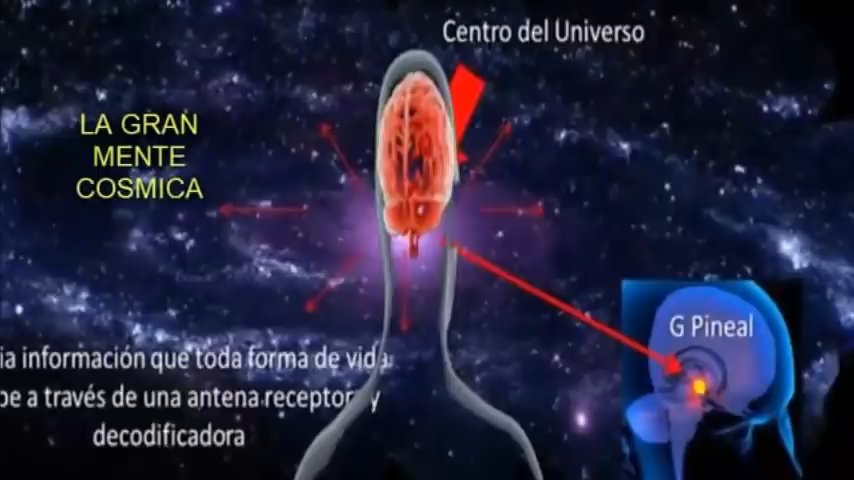 Centro del Universo
LA GRAN
MENTE
COSMICA
G Pineal
información que toda forma de vida
a través de una antena receptor y
decodificadora